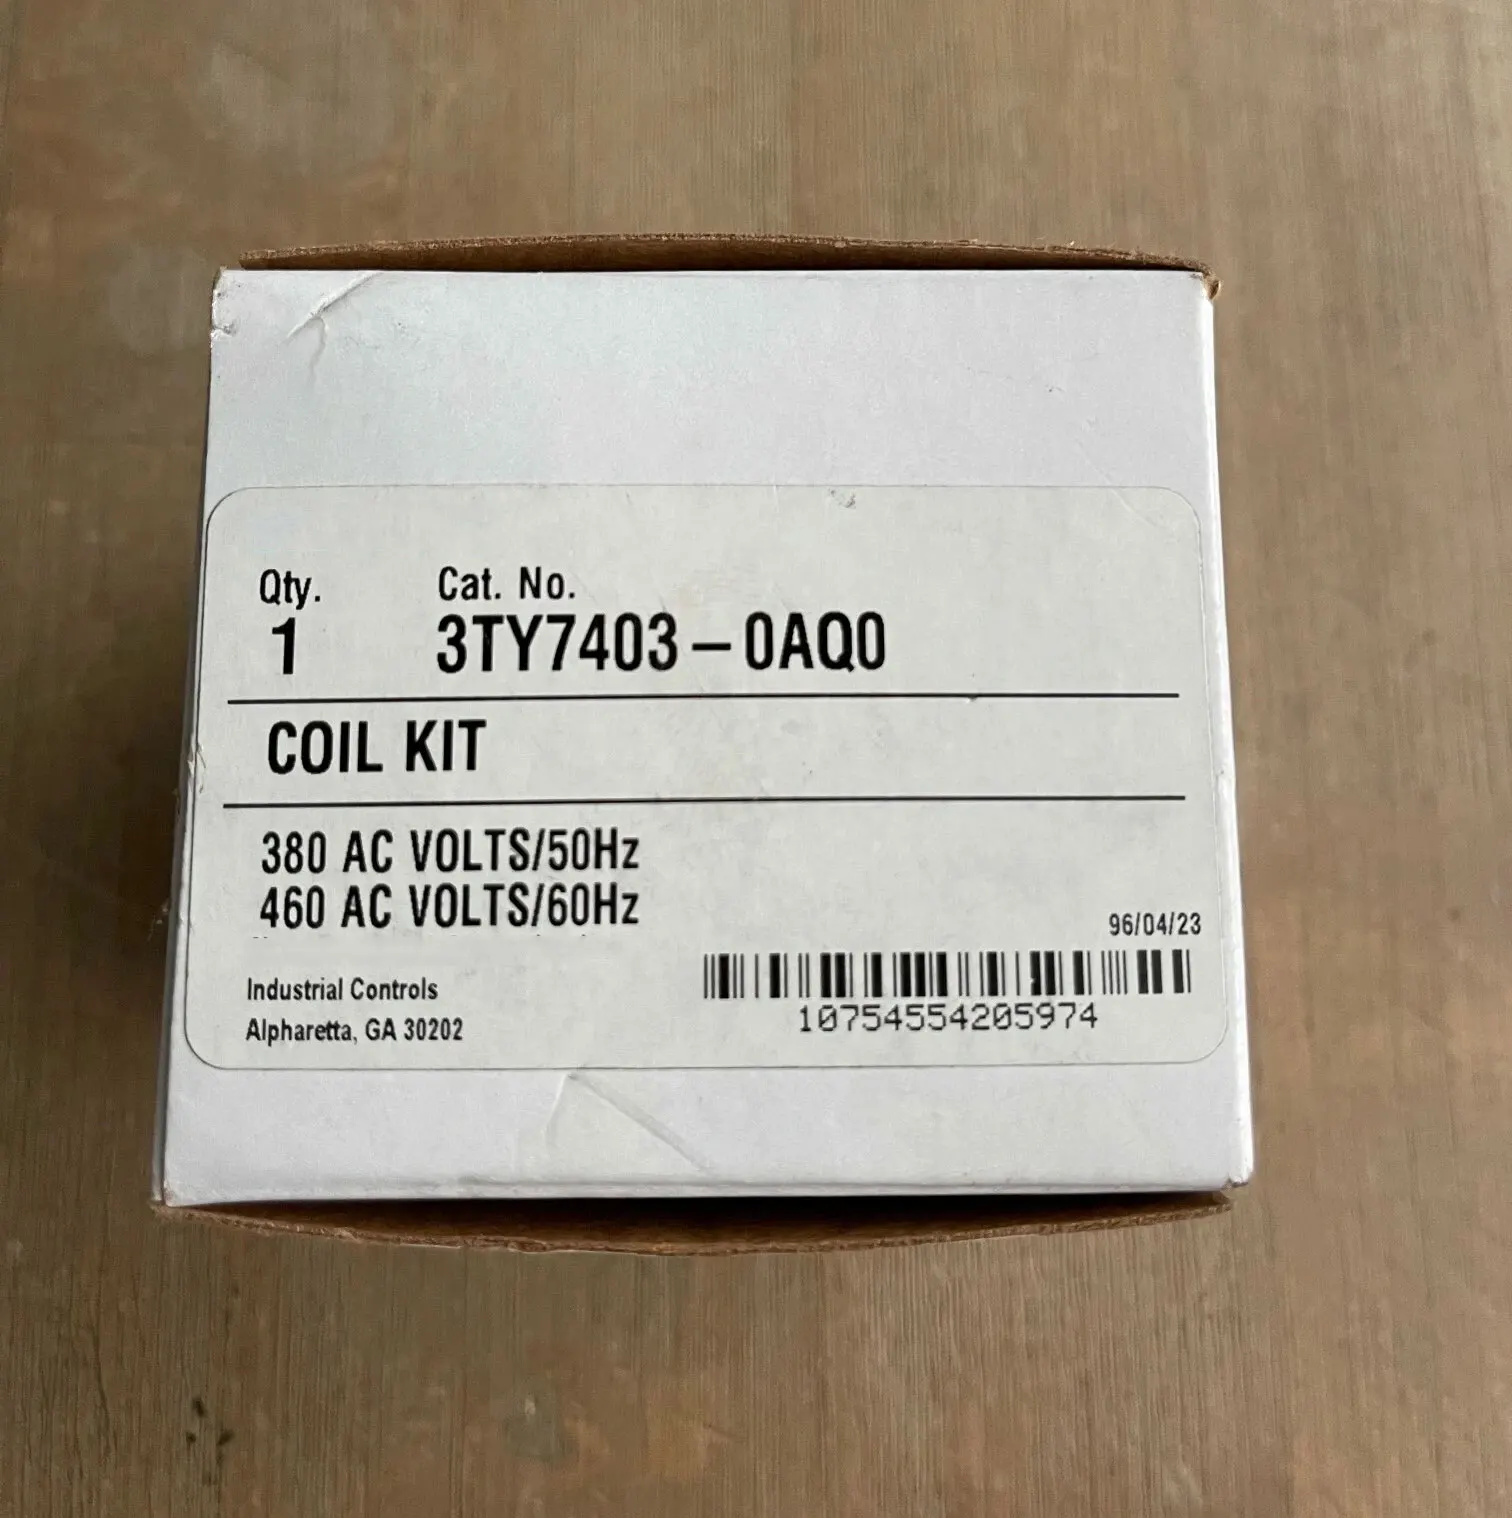 Qty. Cat. No.
1 3TY7403-0AQ0
COIL KIT
380 AC VOLTS/50Hz
460 AC VOLTS/60Hz
96/04/23
Industrial Controls
Alpharetta, GA 30202
10754554205974